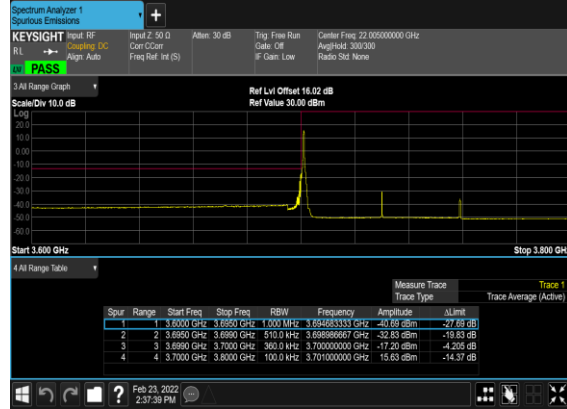 Spectrum Analyzer 1
Spurious Emissions
+
KEYSIGHT Input: RF Input Z: 50 Ω Atten: 30 dB Trig: Free Run Center Freq: 22.005000000 GHz
RL Coupling: DC Corr CCorr Gate: Off Avg|Hold: 300/300
Align: Auto Freq Ref: Int (S) IF Gain: Low Radio Std: None
PASS
3 All Range Graph
Ref Lvl Offset 16.02 dB
Scale/Div 10.0 dB Ref Value 30.00 dBm
Log
20.0
10.0
0.00
-10.0
-20.0
-30.0
-40.0
-50.0
-60.0
Start 3.600 GHz Stop 3.800 GHz
4 All Range Table
Measure Trace Trace 1
Trace Type Trace Average (Active)
Spur Range Start Freq Stop Freq RBW Frequency Amplitude ΔLimit
1 1 3.6000 GHz 3.6950 GHz 1.000 MHz 3.694683333 GHz -40.69 dBm -27.69 dB
2 2 3.6950 GHz 3.6990 GHz 510.0 kHz 3.698986667 GHz -32.83 dBm -19.83 dB
3 3 3.6990 GHz 3.7000 GHz 360.0 kHz 3.700000000 GHz -17.20 dBm -4.205 dB
4 4 3.7000 GHz 3.8000 GHz 100.0 kHz 3.701000000 GHz 15.63 dBm -14.37 dB
? Feb 23, 2022
2:37:39 PM